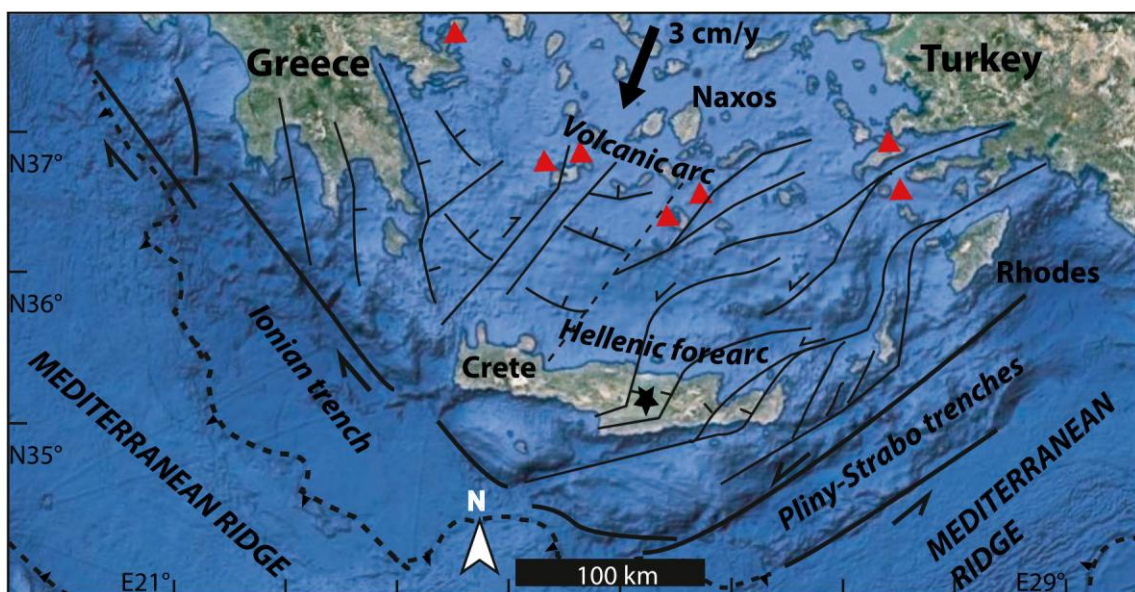 3 cm/y
Greece
Turkey
Naxos
N37°
Volcanic arc
Rhodes
N36°
Ionian trench
Hellenic forearc
Crete
MEDITERRANEAN RIDGE
N35°
Pliny-Strabo trenches
MEDITERRANEAN
RIDGE
N
100 km
E21°
E29°